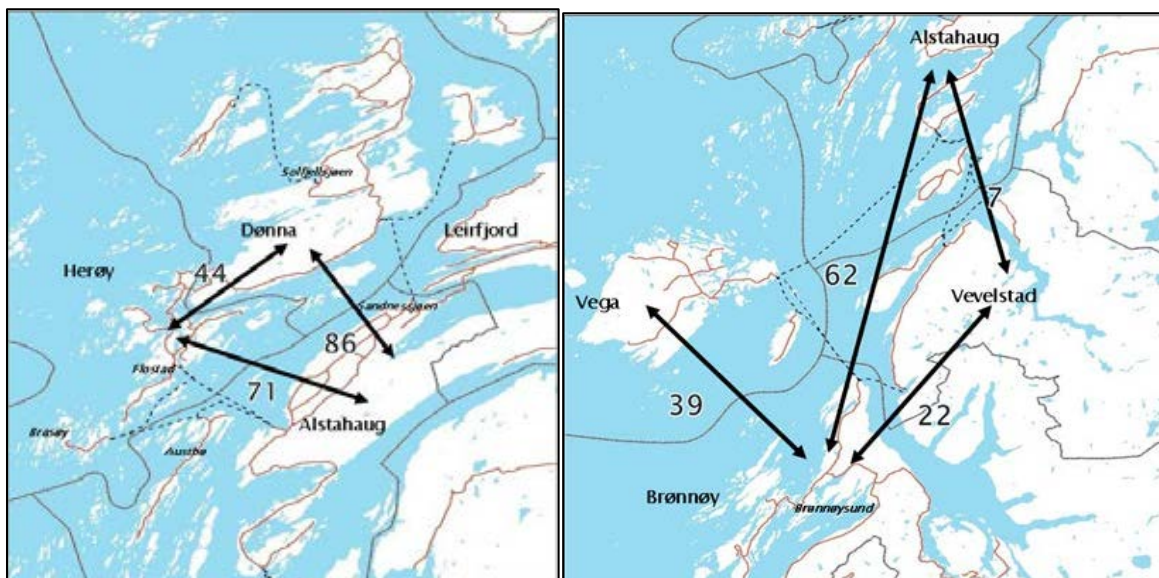 Solfjellsjøen
Dønna
Leirfjord
Herøy
44
Sandnessjøen
86
Flostad
71
Alstahaug
Brasøy
Austbø
Alstahaug
7
62
Vega
Vevelstad
39
22
Brønnøy
Brønnøysund